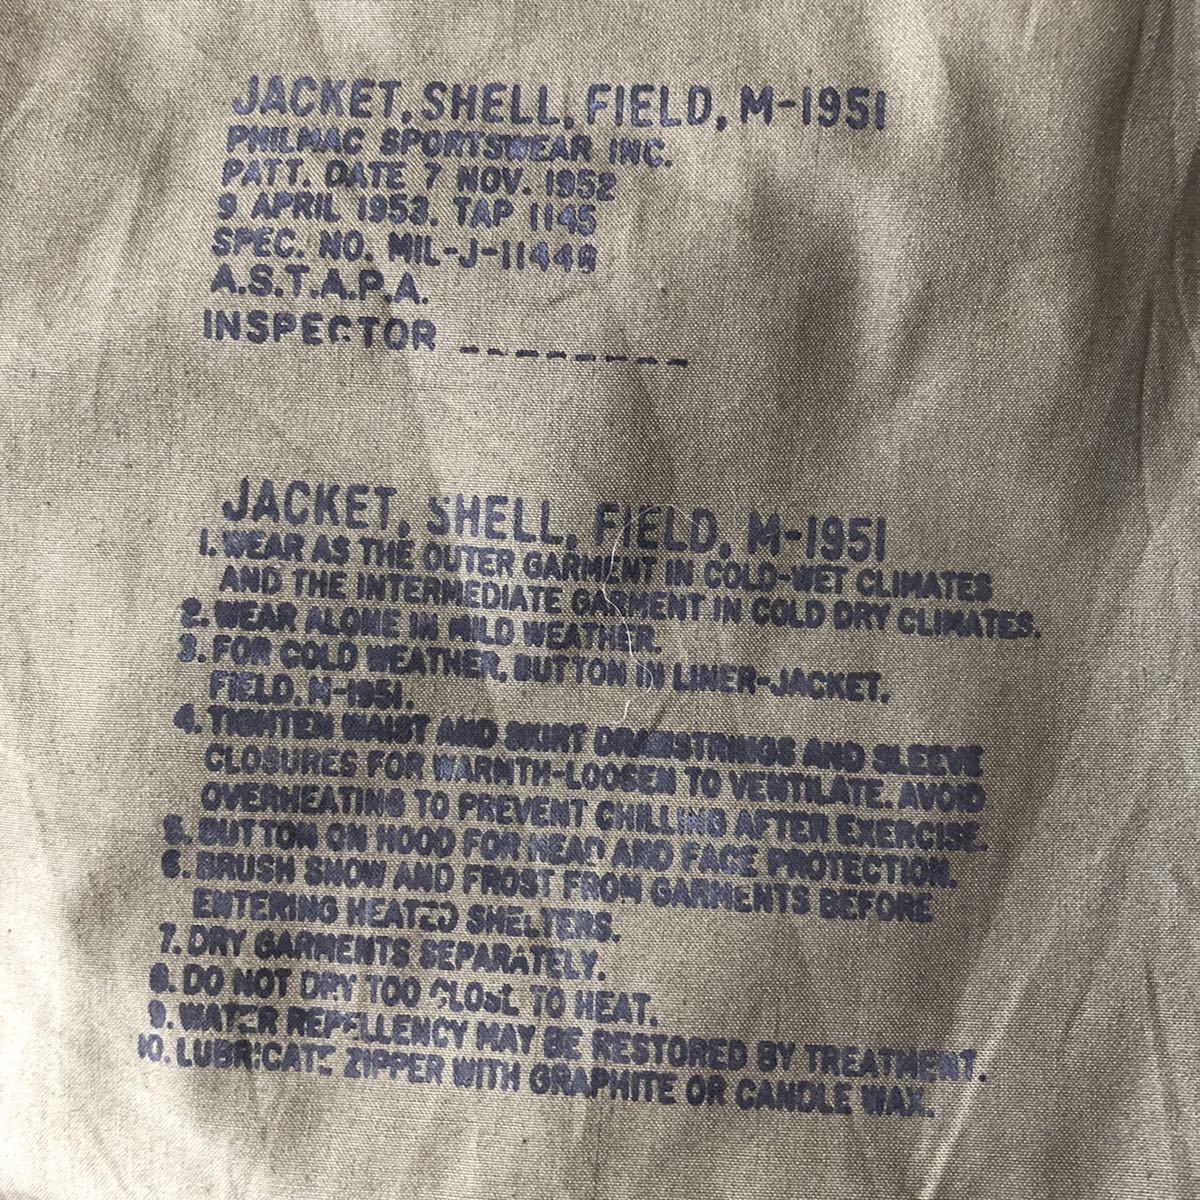 JACKET, SHELL, FIELD, M-1951
PHILMAC SPORTSWEAR INC.
PATT. DATE 7 NOV. 1952
9 APRIL 1953. TAP 1145
SPEC. NO. MIL-J-11448
A.S.T.A.P.A.
INSPECTOR _________
JACKET, SHELL, FIELD, M-1951
1. WEAR AS THE OUTER GARMENT IN COLD-WET CLIMATES
AND THE INTERMEDIATE GARMENT IN COLD DRY CLIMATES.
2. WEAR ALONE IN MILD WEATHER.
3. FOR COLD WEATHER, BUTTON IN LINER-JACKET.
FIELD. M-1951.
4. TIGHTEN WAIST AND SKIRT DRAWSTRINGS AND SLEEVE
CLOSURES FOR WARMTH-LOOSEN TO VENTILATE. AVOID
OVERHEATING TO PREVENT CHILLING AFTER EXERCISE.
5. BUTTON ON HOOD FOR HEAD AND FACE PROTECTION.
6. BRUSH SNOW AND FROST FROM GARMENTS BEFORE
ENTERING HEATED SHELTERS.
7. DRY GARMENTS SEPARATELY.
8. DO NOT DRY TOO CLOSE TO HEAT.
9. WATER REPELLENCY MAY BE RESTORED BY TREATMENT.
10. LUBRICATE ZIPPER WITH GRAPHITE OR CANDLE WAX.